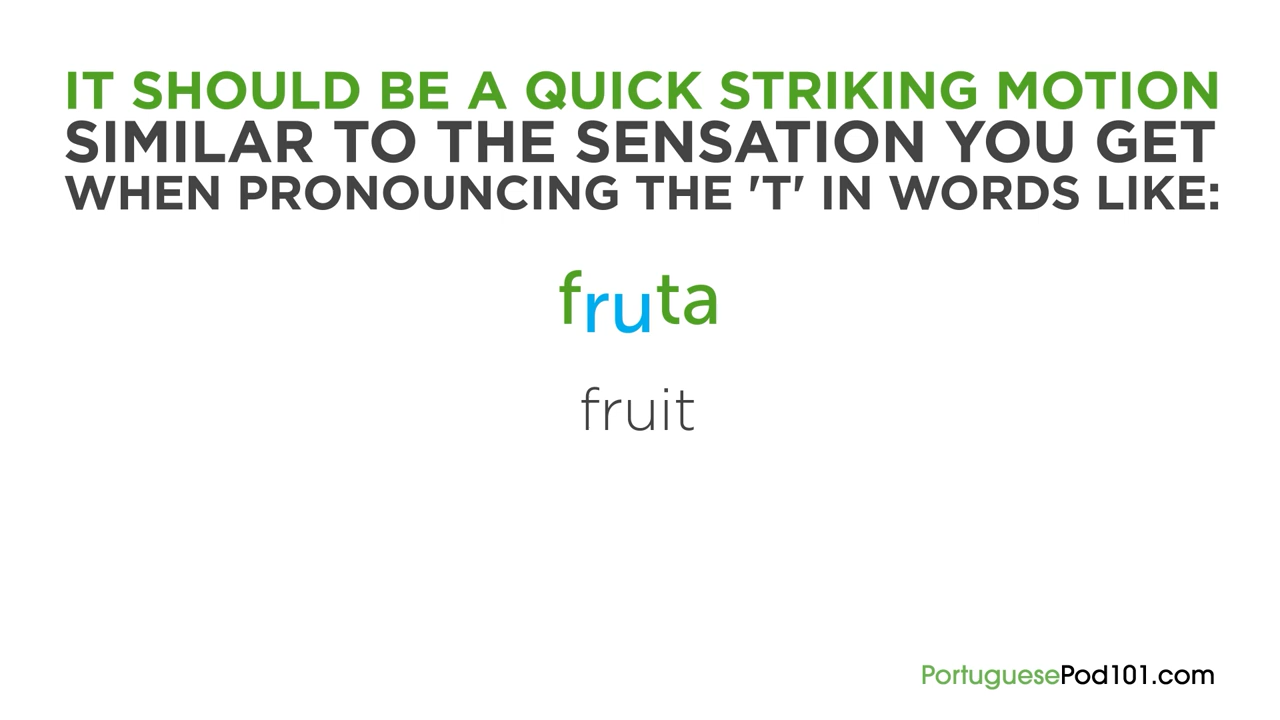 IT SHOULD BE A QUICK STRIKING MOTION
SIMILAR TO THE SENSATION YOU GET
WHEN PRONOUNCING THE 'T' IN WORDS LIKE:
fruta
fruit
PortuguesePod101.com